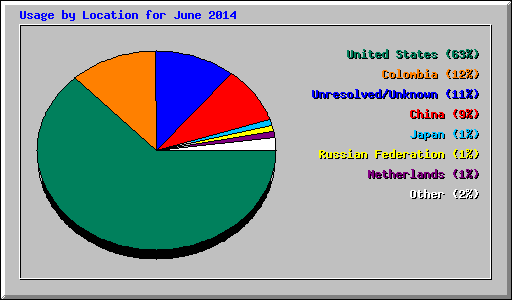 Usage by Location for June 2014
United States (63%)
Colombia (12%)
Unresolved/Unknown (11%)
China (9%)
Japan (1%)
Russian Federation (1%)
Netherlands (1%)
Other (2%)